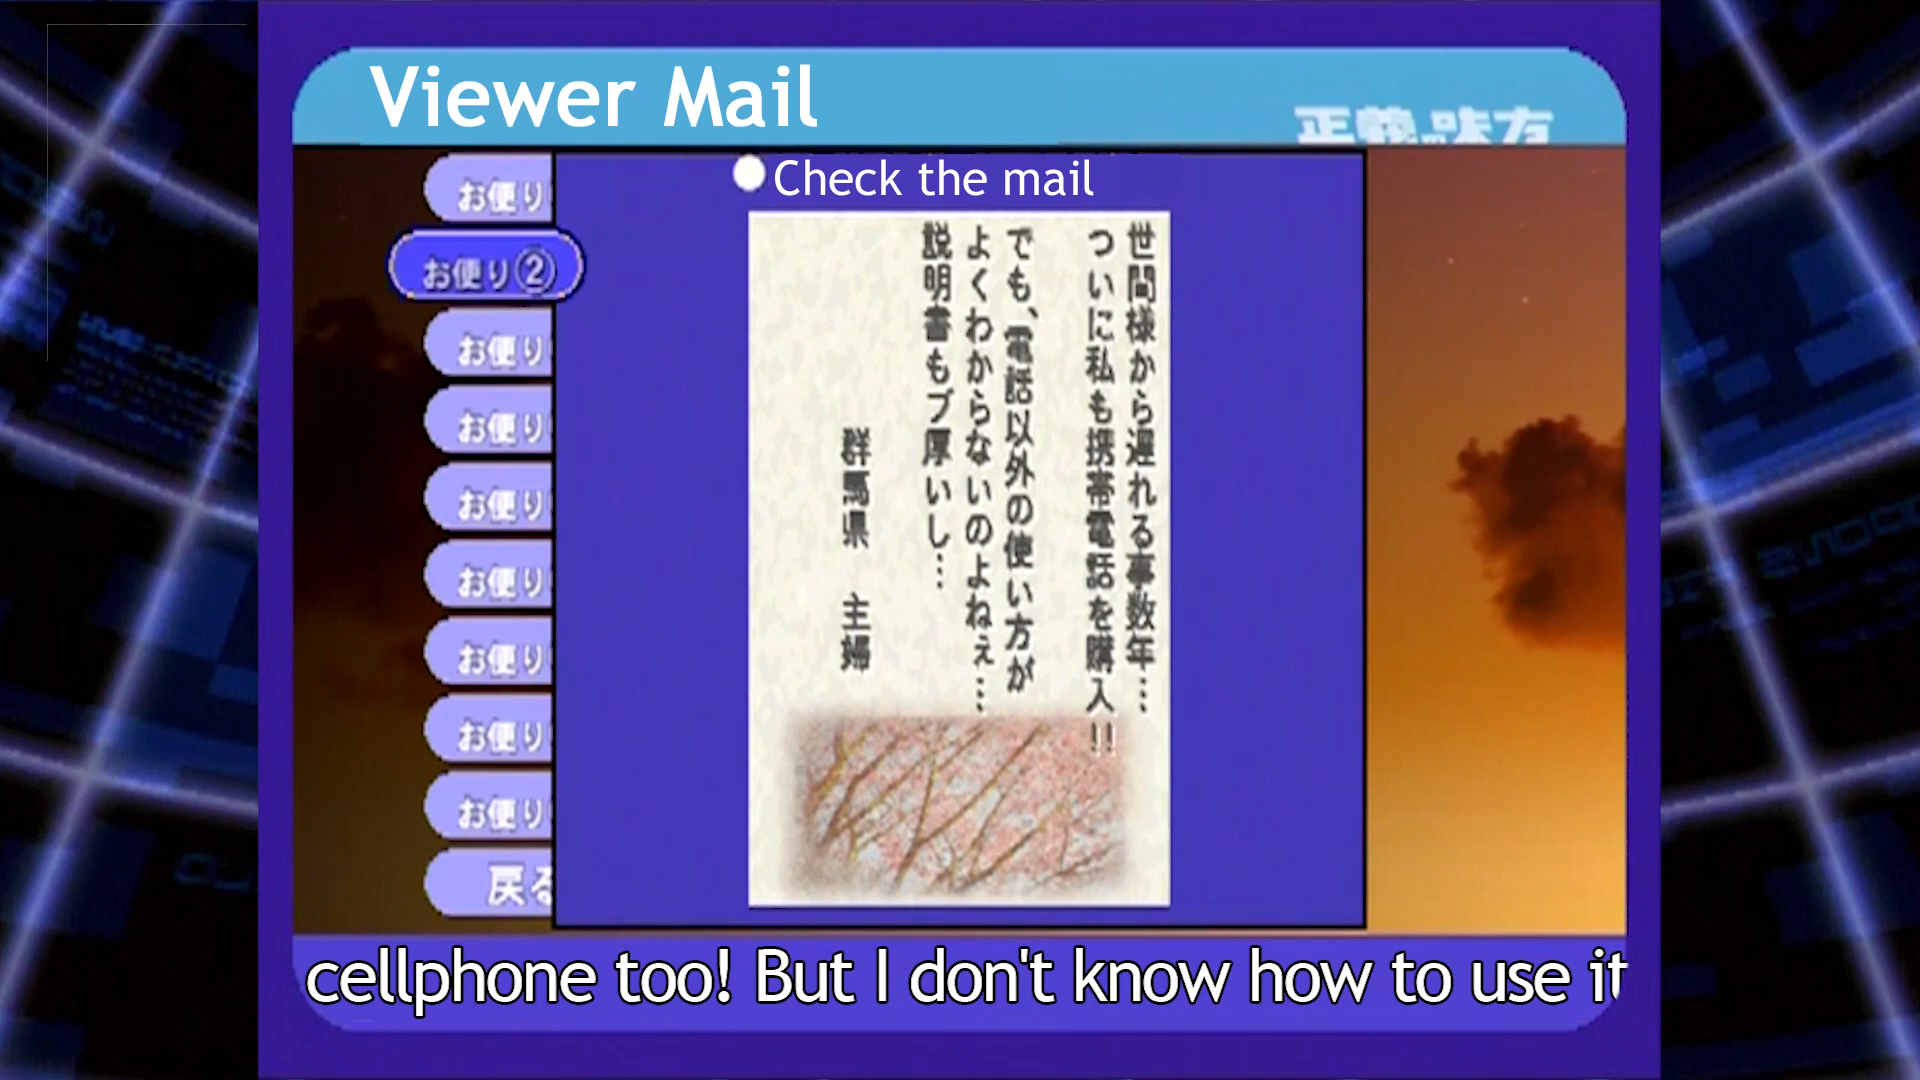 Viewer Mail
正義の味方
Check the mail
お便り
お便り②
お便り
お便り
お便り
お便り
お便り
お便り
お便り
戻る
世間様から遅れる事数年…
ついに私も携帯電話を購入!!
でも、電話以外の使い方が
よくわからないのよねぇ…
説明書もブ厚いし…
群馬県 主婦
cellphone too! But I don't know how to use it